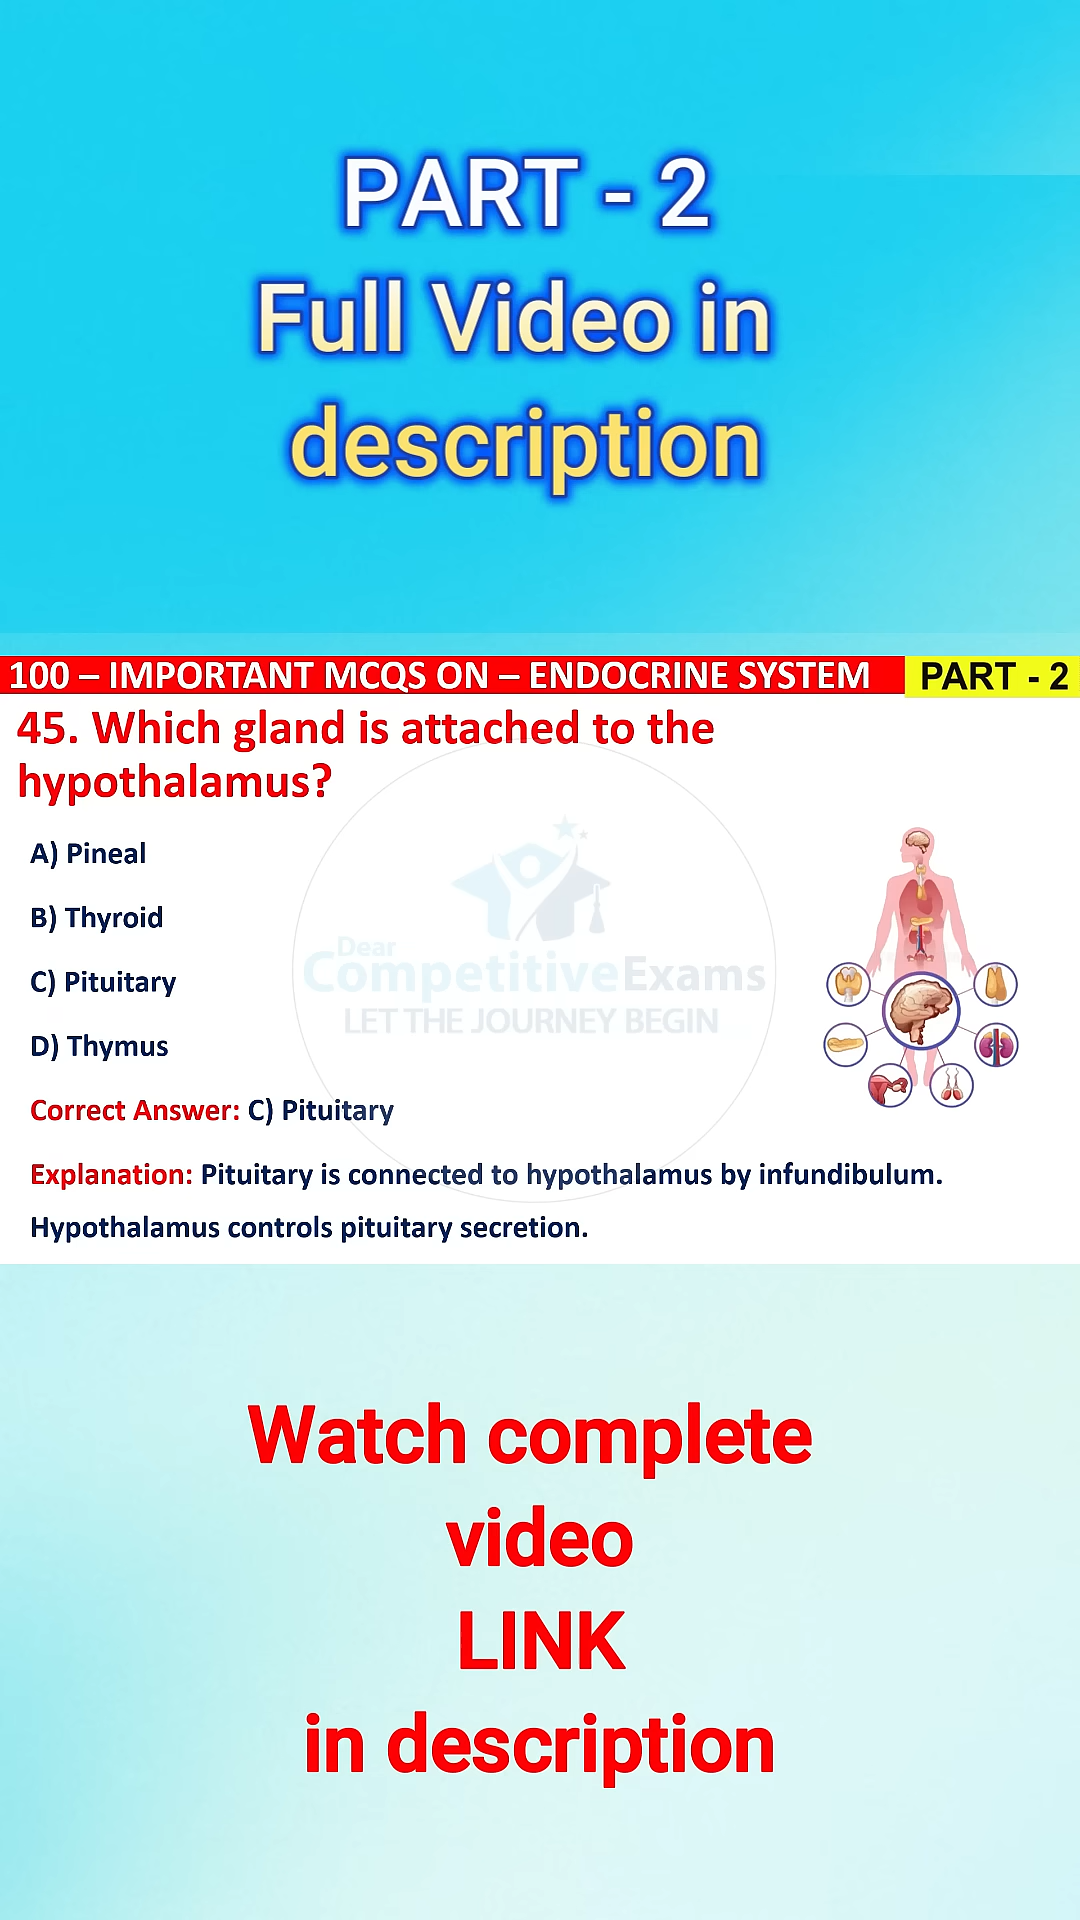 PART - 2
Full Video in
description
100 – IMPORTANT MCQS ON – ENDOCRINE SYSTEM
PART - 2
45. Which gland is attached to the
hypothalamus?
A) Pineal
B) Thyroid
C) Pituitary
D) Thymus
Correct Answer: C) Pituitary
Explanation: Pituitary is connected to hypothalamus by infundibulum.
Hypothalamus controls pituitary secretion.
Dear
CompetitiveExams
LET THE JOURNEY BEGIN
Watch complete
video
LINK
in description